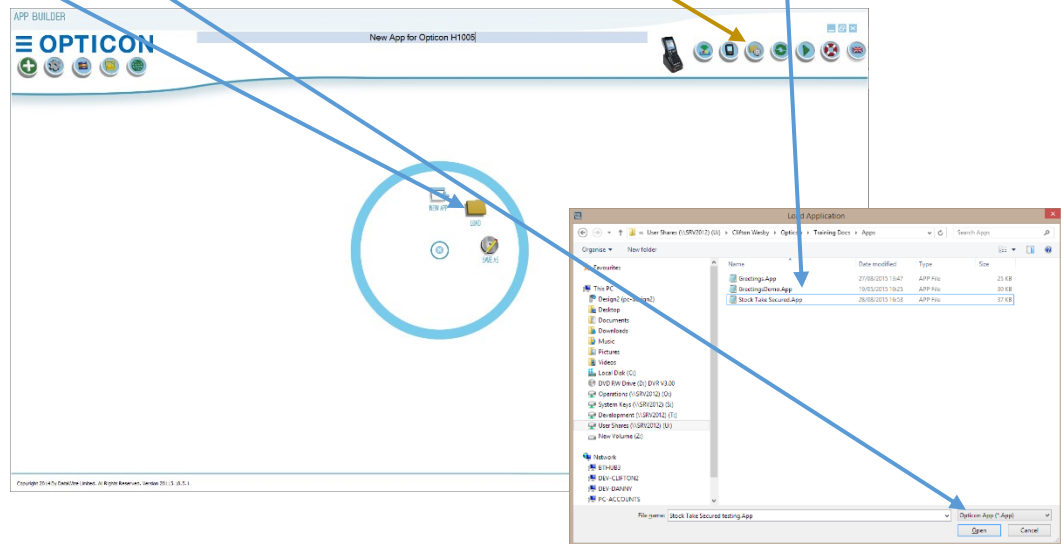 APP BUILDER
OPTICON
New App for Opticon H1005
NEW APP
LOAD
SAVE AS
Load Application
User Shares (\\SRV2012) (U:) › Clifton Wesby › Opticon › Training Docs › Apps
Search Apps
Organise New folder
Name Date modified Type Size
Favourites
Greetings.App 27/08/2015 13:47 APP File 25 KB
This PC
GreetingsDemo.App 19/05/2015 10:25 APP File 30 KB
Design2 (pc-design2)
Stock Take Secured.App 28/08/2015 16:53 APP File 37 KB
Desktop
Documents
Downloads
Music
Pictures
Videos
Local Disk (C:)
DVD RW Drive (D:) DVR V3.00
Operations (\\SRV2012) (O:)
System Keys (\\SRV2012) (S:)
Development (\\SRV2012) (T:)
User Shares (\\SRV2012) (U:)
New Volume (Z:)
Network
BTHUB3
DEV-CLIFTON2
DEV-DANNY
PC-ACCOUNTS
File name: Stock Take Secured testing.App Opticon App (*.App)
Open Cancel
Copyright 2014 By DataWire Limited. All Rights Reserved. Version